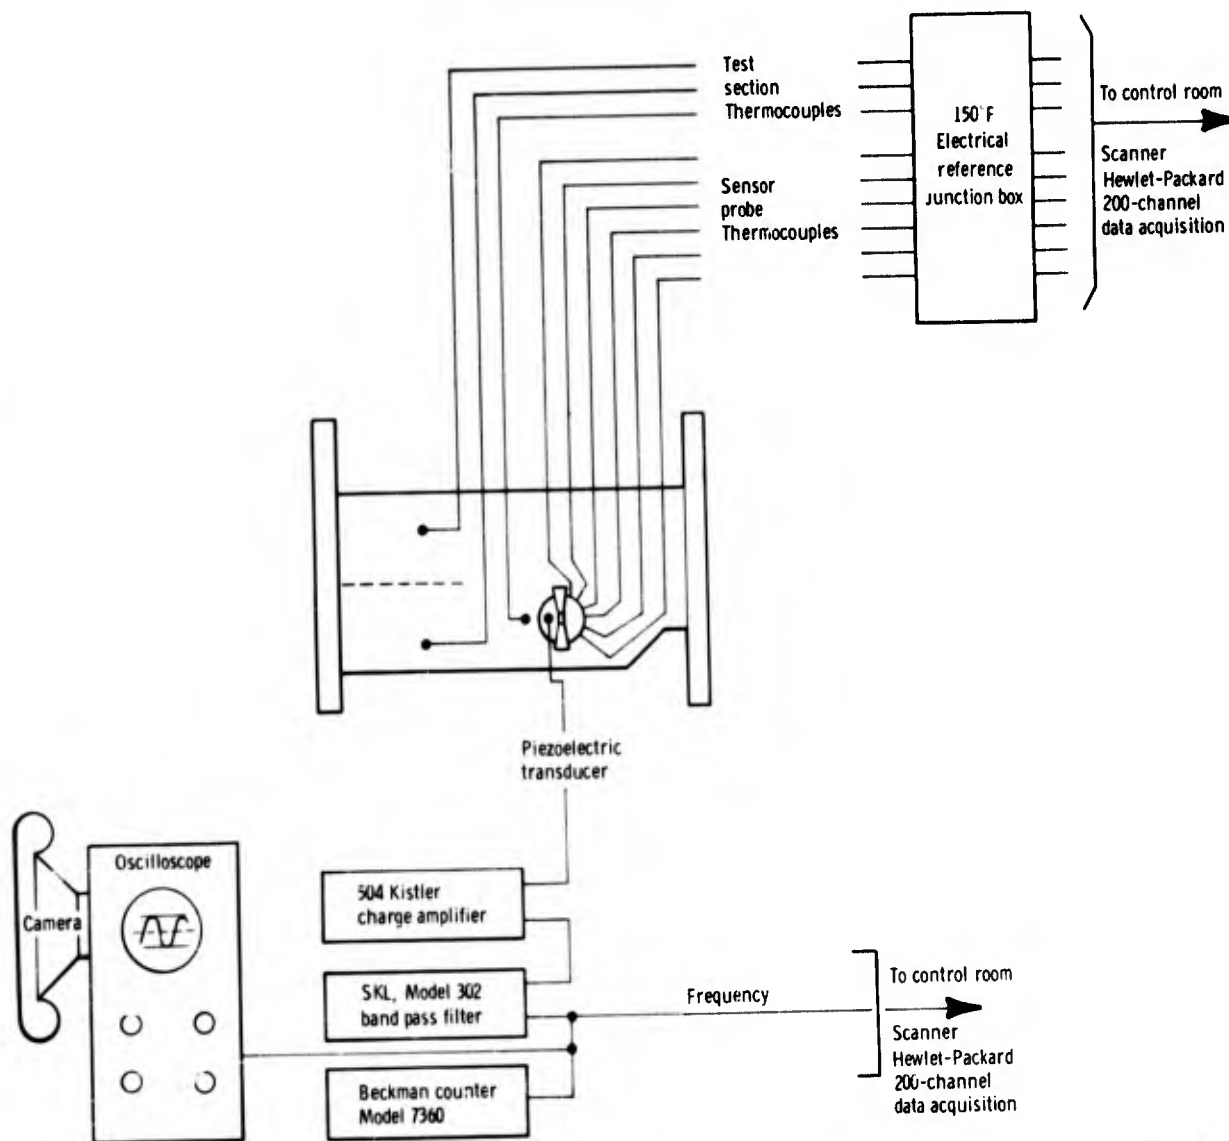 Test
section
Thermocouples
150°F
Electrical
reference
junction box
To control room
Scanner
Hewlet-Packard
200-channel
data acquisition
Sensor
probe
Thermocouples
Piezoelectric
transducer
Oscilloscope
Camera
504 Kistler
charge amplifier
SKL, Model 302
band pass filter
Beckman counter
Model 7360
Frequency
To control room
Scanner
Hewlet-Packard
200-channel
data acquisition